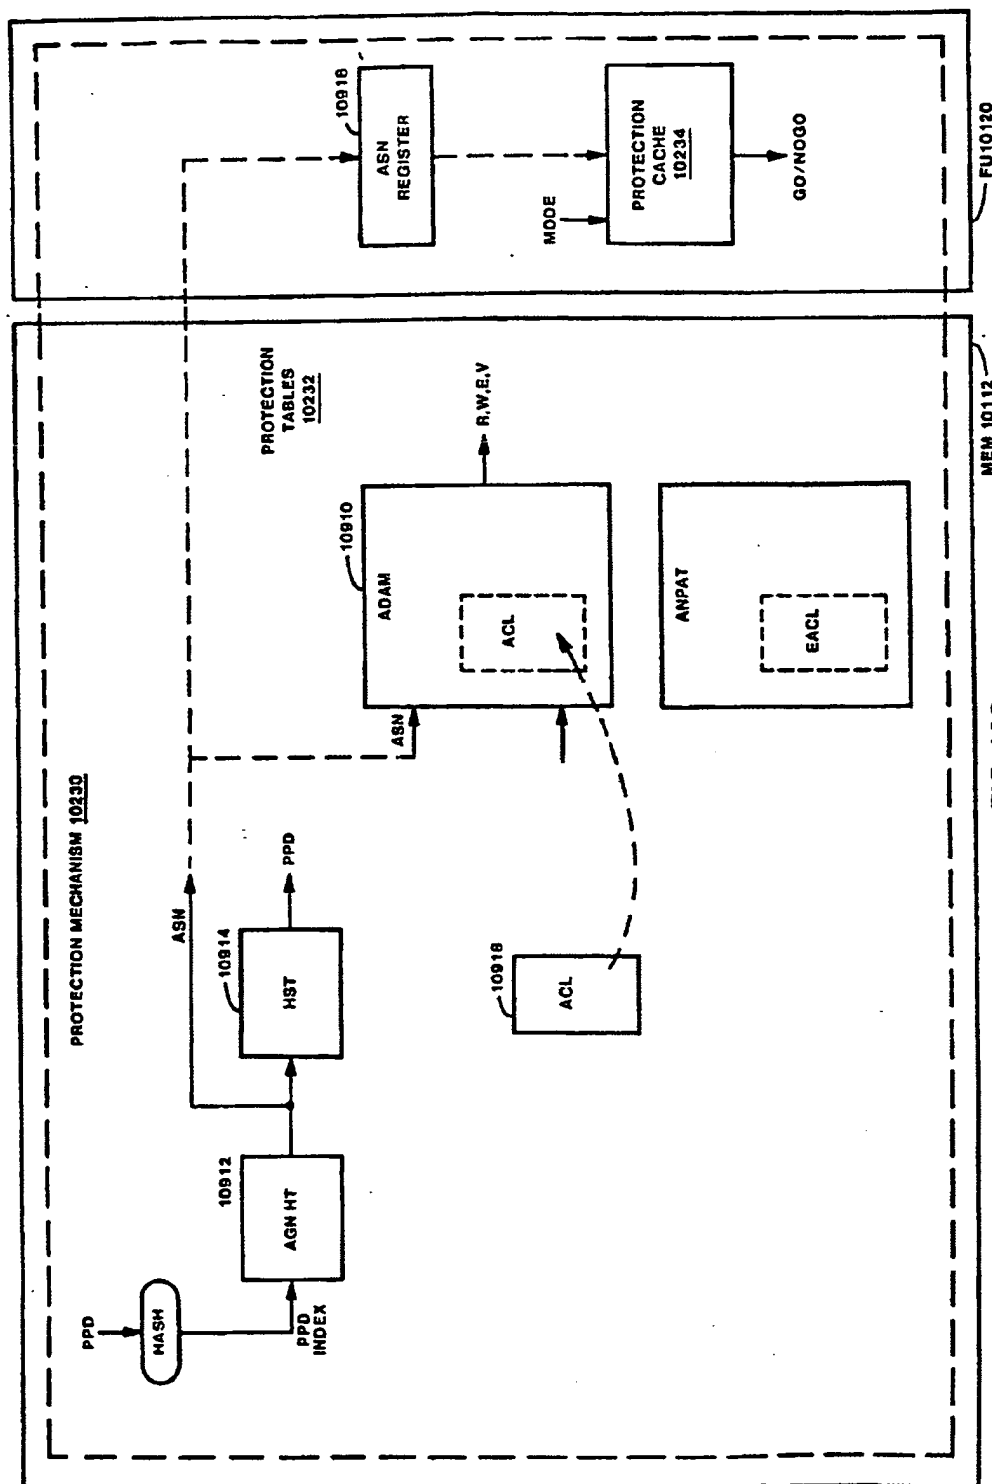 PROTECTION MECHANISM 10230
PPD
HASH
PPD
INDEX
10912
AGN HT
ASN
10914
HST
PPD
10918
ACL
PROTECTION
TABLES
10232
ASN
10910
ADAM
ACL
R,W,E,V
ANPAT
EACL
MEM 10112
10916
ASN
REGISTER
MODE
PROTECTION
CACHE
10234
GO/NOGO
FU10120